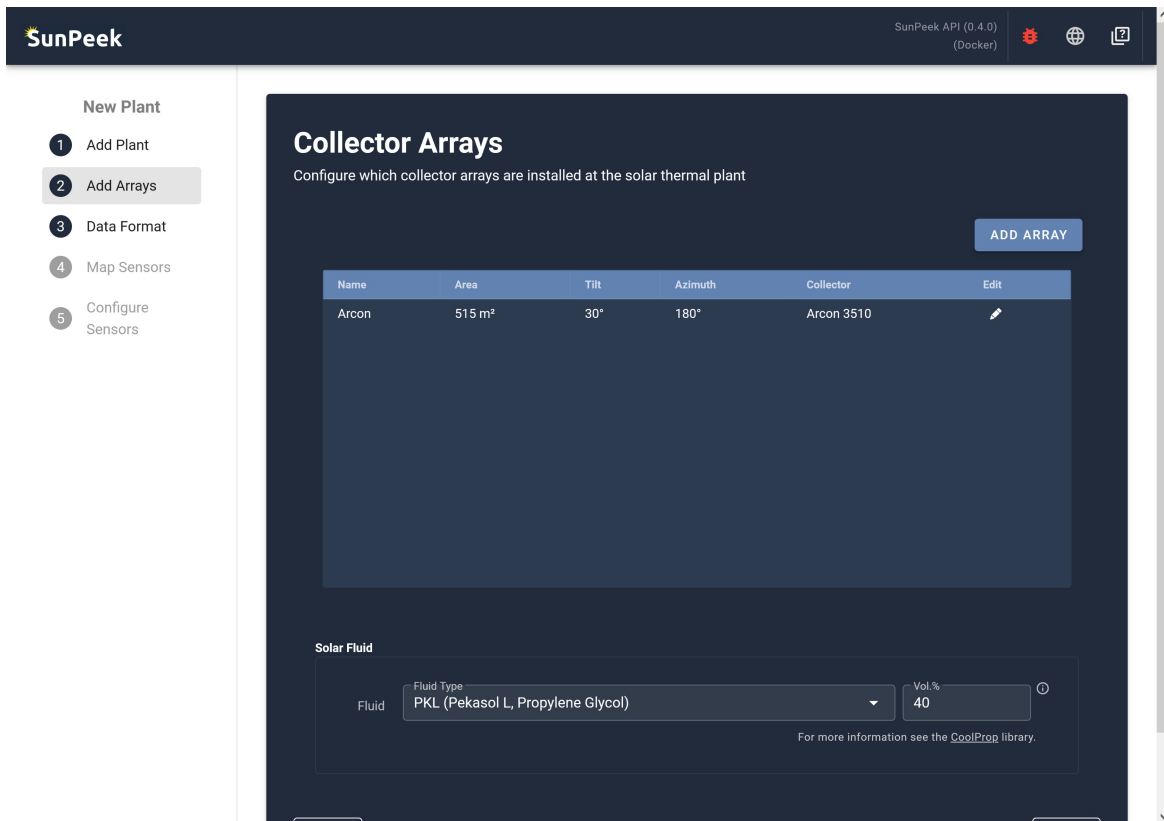 SunPeek
SunPeek API (0.4.0)
(Docker)
New Plant
1 Add Plant
2 Add Arrays
3 Data Format
4 Map Sensors
5 Configure
Sensors
Collector Arrays
Configure which collector arrays are installed at the solar thermal plant
ADD ARRAY
Name Area Tilt Azimuth Collector Edit
Arcon 515 m² 30° 180° Arcon 3510
Solar Fluid
Fluid Type
Fluid PKL (Pekasol L, Propylene Glycol)
Vol.%
40
For more information see the CoolProp library.